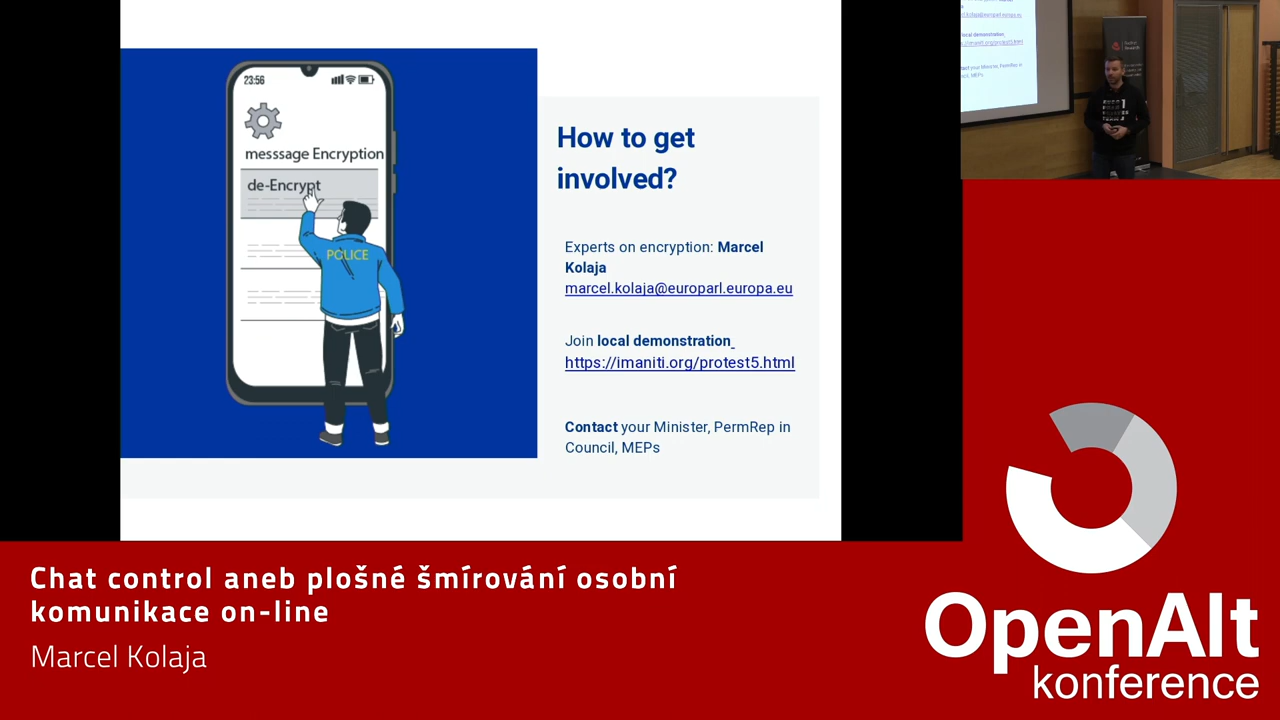 23:56
messsage Encryption
de-Encrypt
POLICE
How to get
involved?
Experts on encryption: Marcel
Kolaja
marcel.kolaja@europarl.europa.eu
Join local demonstration
https://imaniti.org/protest5.html
Contact your Minister, PermRep in
Council, MEPs
Chat control aneb plošné šmírování osobní
komunikace on-line
Marcel Kolaja
OpenAlt
konference